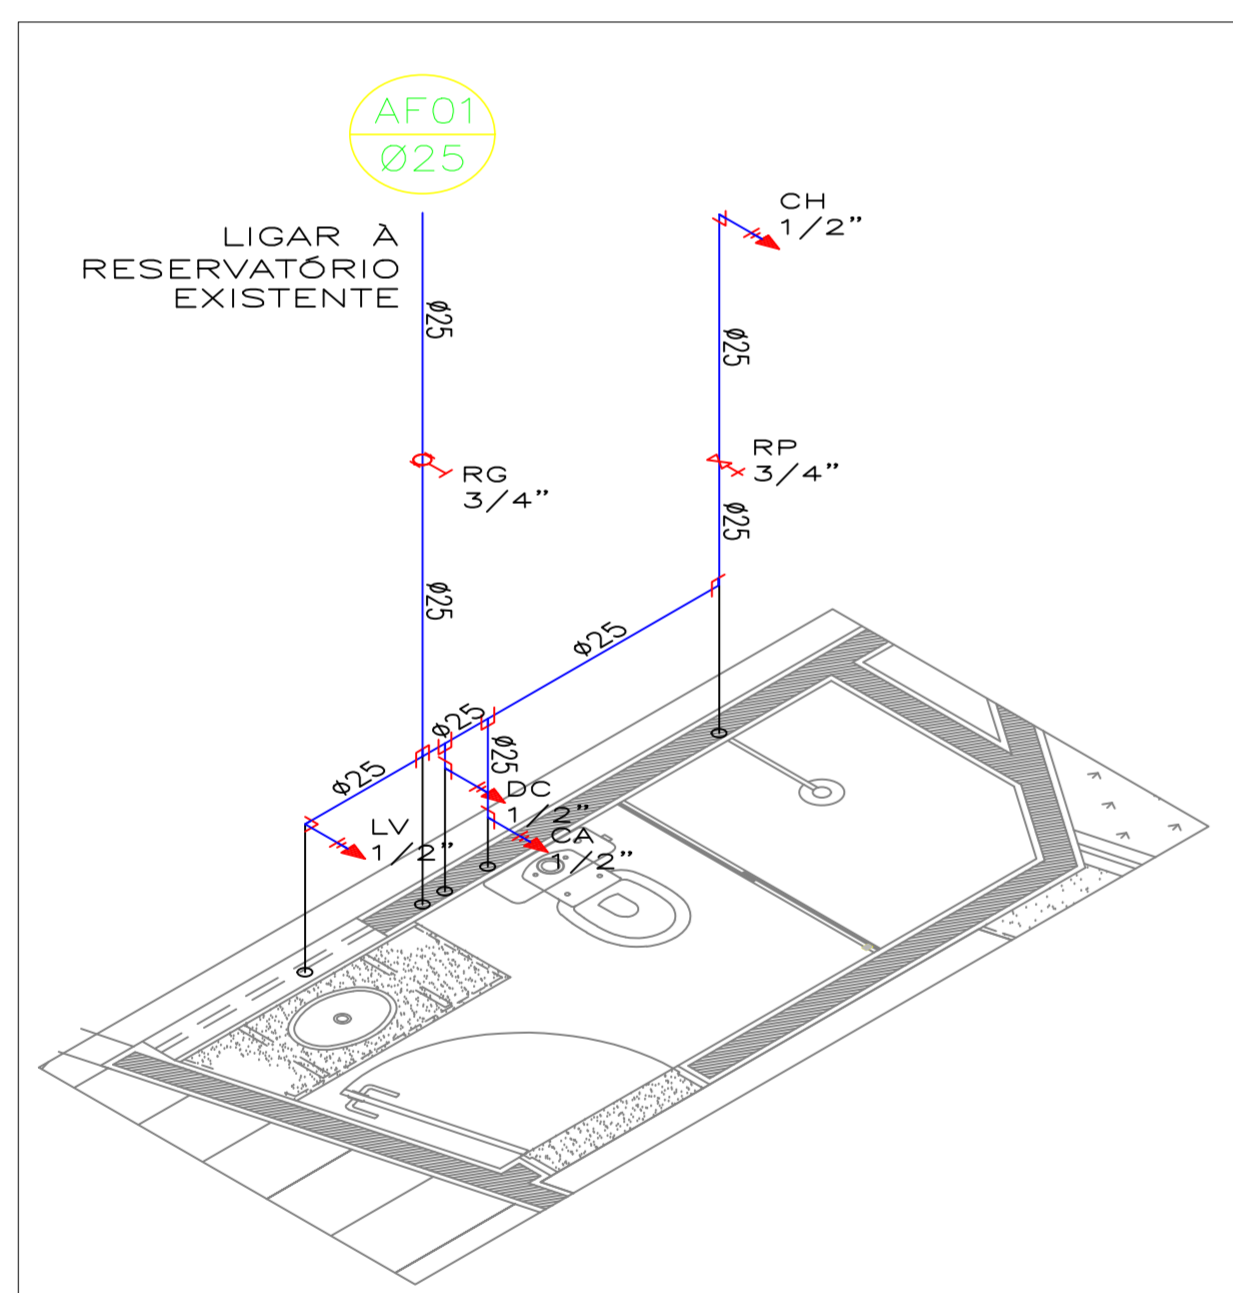 AF01
Ø25
LIGAR À
RESERVATÓRIO
EXISTENTE
CH
1/2”
Ø25
Ø25
RG
3/4”
RP
3/4”
Ø25
Ø25
Ø25
Ø25
Ø25
Ø25
DC
1/2”
LV
1/2”
CA
1/2”